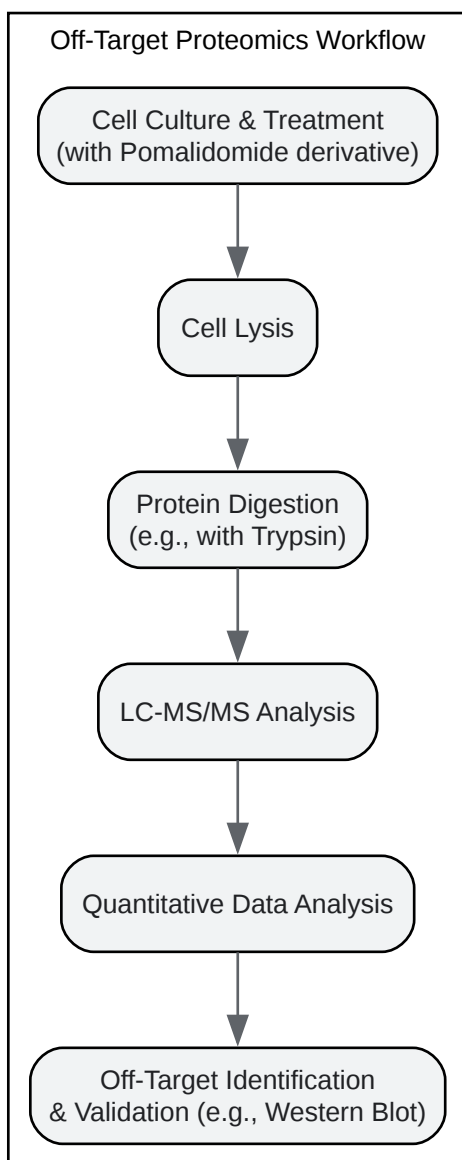 Off-Target Proteomics Workflow
Cell Culture & Treatment
(with Pomalidomide derivative)
Cell Lysis
Protein Digestion
(e.g., with Trypsin)
LC-MS/MS Analysis
Quantitative Data Analysis
Off-Target Identification
& Validation (e.g., Western Blot)